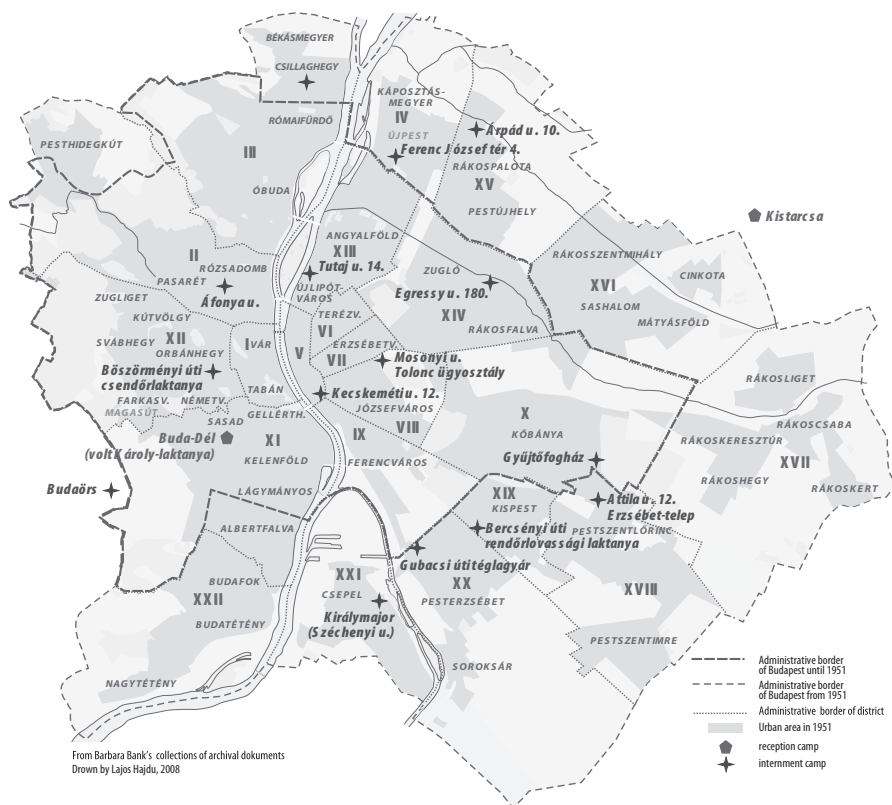 BÉKÁSMEGYER
CSILLAGHEGY
KÁPOSZTÁS-
MEGYER
IV
ÚJPEST
RÓMAIFÜRDŐ
Árpád u. 10.
Ferenc József tér 4.
PESTHIDEGKÚT
III
RÁKOSPALOTA
XV
ÓBUDA
PESTÚJHELY
Kistarcsa
ANGYALFÖLD
XIII
II
RÓZSADOMB
PASARÉT
Tutaj u. 14.
ZUGLÓ
RÁKOSSZENTMIHÁLY
CINKOTA
XVI
Áfonya u.
ÚJLIPÓT-
VÁROS
Egressy u. 180.
SASHALOM
ZUGLIGET
TERÉZV.
XIV
MÁTYÁSFÖLD
KÚTVÖLGY
VI
RÁKOSFALVA
XII
SVÁBHEGY
ORBÁNHEGY
I
VÁR
V
ERZSÉBETV.
VII
Mosonyi u.
Tolonc ügyosztály
Böszörményi úti
csendőrlaktanya
TABÁN
Kecskeméti u. 12.
RÁKOSLIGET
FARKASV.
NÉMETV.
JÓZSEFVÁROS
MAGASÚT
SASAD
GELLÉRTH.
VIII
X
RÁKOSCSABA
Buda-Dél
(volt Károly-laktanya)
XI
IX
KŐBÁNYA
RÁKOSKERESZTÚR
XVII
KELENFÖLD
FERENCVÁROS
Gyűjtőfogház
RÁKOSHEGY
RÁKOSKERT
Budaörs
LÁGYMÁNYOS
XIX
KISPEST
Attila u. 12.
Erzsébet-telep
ALBERTFALVA
Bercsényi úti
rendőrlovassági laktanya
PESTSZENTLŐRINC
Gubacsi úti téglagyár
BUDAFOK
XXI
XX
XXII
CSEPEL
PESTERZSÉBET
XVIII
BUDATÉTÉNY
Királymajor
(Széchenyi u.)
PESTSZENTIMRE
SOROKSÁR
NAGYTÉTÉNY
Administrative border
of Budapest until 1951
Administrative border
of Budapest from 1951
Administrative border of district
Urban area in 1951
reception camp
internment camp
From Barbara Bank's collections of archival dokuments
Drown by Lajos Hajdu, 2008